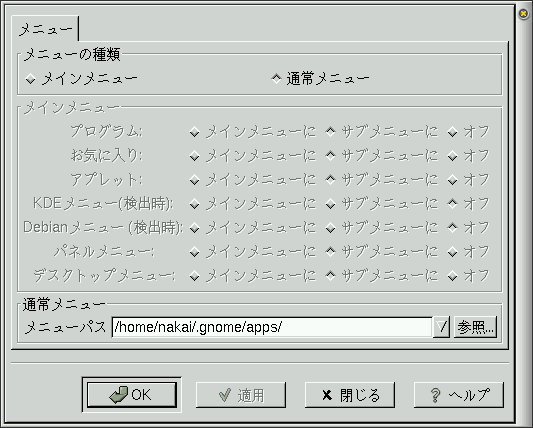 メニュー
メニューの種類
メインメニュー 通常メニュー
メインメニュー
プログラム: メインメニューに サブメニューに オフ
お気に入り: メインメニューに サブメニューに オフ
アプレット: メインメニューに サブメニューに オフ
KDEメニュー(検出時): メインメニューに サブメニューに オフ
Debianメニュー (検出時): メインメニューに サブメニューに オフ
パネルメニュー: メインメニューに サブメニューに オフ
デスクトップメニュー: メインメニューに サブメニューに オフ
通常メニュー
メニューパス /home/nakai/.gnome/apps/ / 参照...
OK 適用 閉じる ヘルプ